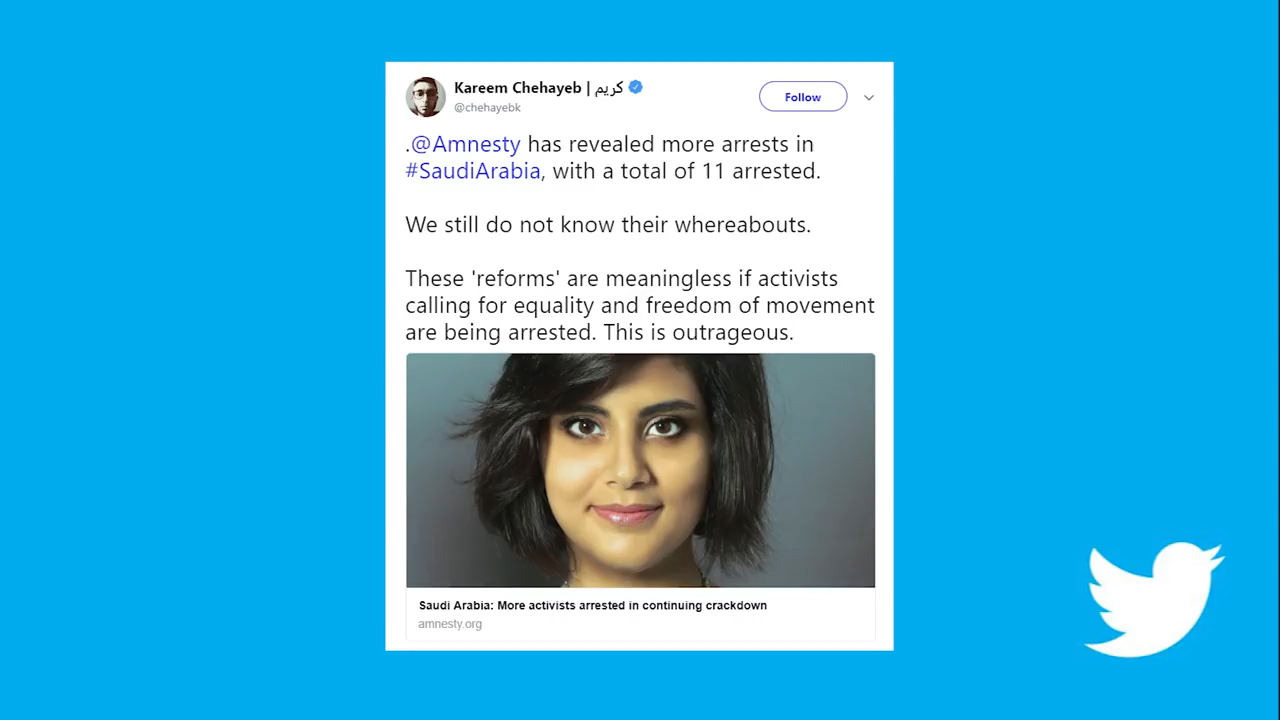 Kareem Chehayeb | كريم
@chehayebk
Follow
.@Amnesty has revealed more arrests in
#SaudiArabia, with a total of 11 arrested.
We still do not know their whereabouts.
These 'reforms' are meaningless if activists
calling for equality and freedom of movement
are being arrested. This is outrageous.
Saudi Arabia: More activists arrested in continuing crackdown
amnesty.org